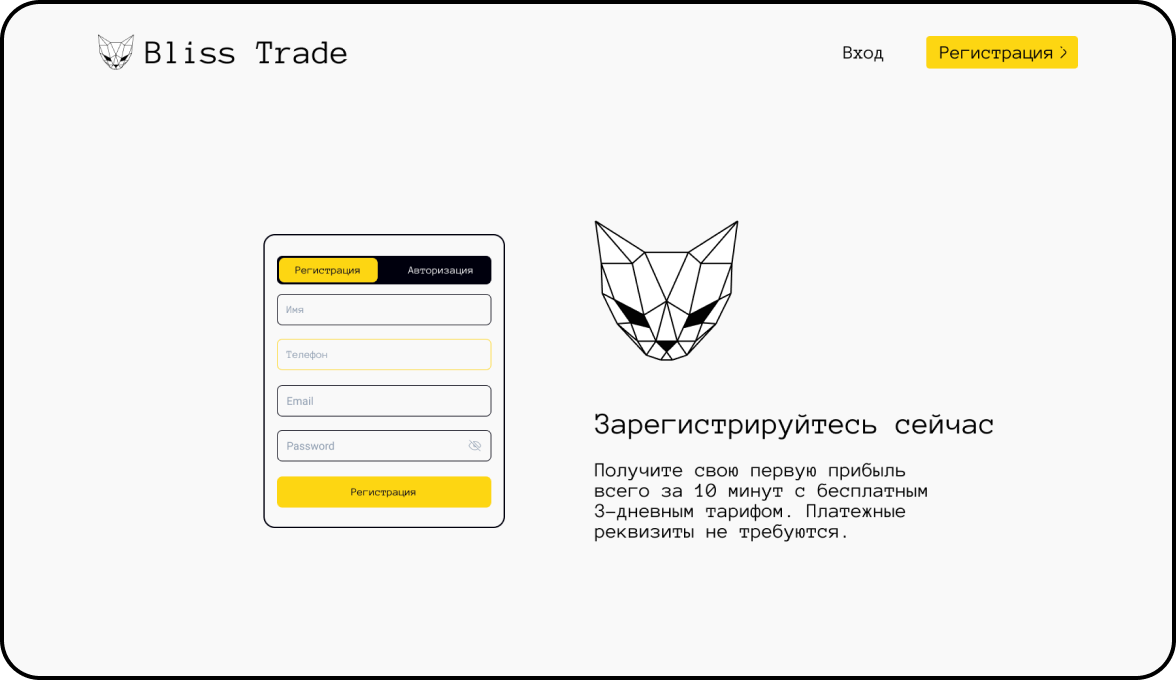 Bliss Trade
Вход
Регистрация
Регистрация
Авторизация
Имя
Телефон
Email
Password
Регистрация
Зарегистрируйтесь сейчас
Получите свою первую прибыль
всего за 10 минут с бесплатным
3-дневным тарифом. Платежные
реквизиты не требуются.